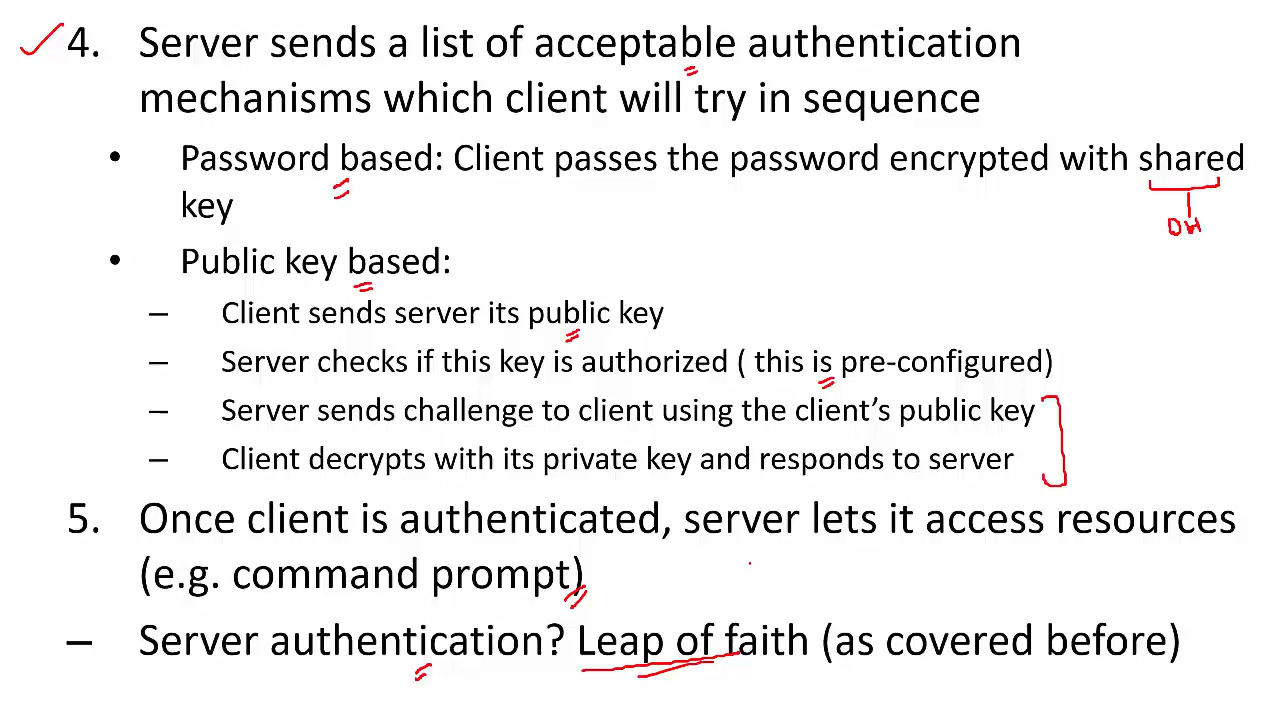 4. Server sends a list of acceptable authentication
mechanisms which client will try in sequence
• Password based: Client passes the password encrypted with shared
key
DH
• Public key based:
– Client sends server its public key
– Server checks if this key is authorized ( this is pre-configured)
– Server sends challenge to client using the client’s public key
– Client decrypts with its private key and responds to server
5. Once client is authenticated, server lets it access resources
(e.g. command prompt)
– Server authentication? Leap of faith (as covered before)